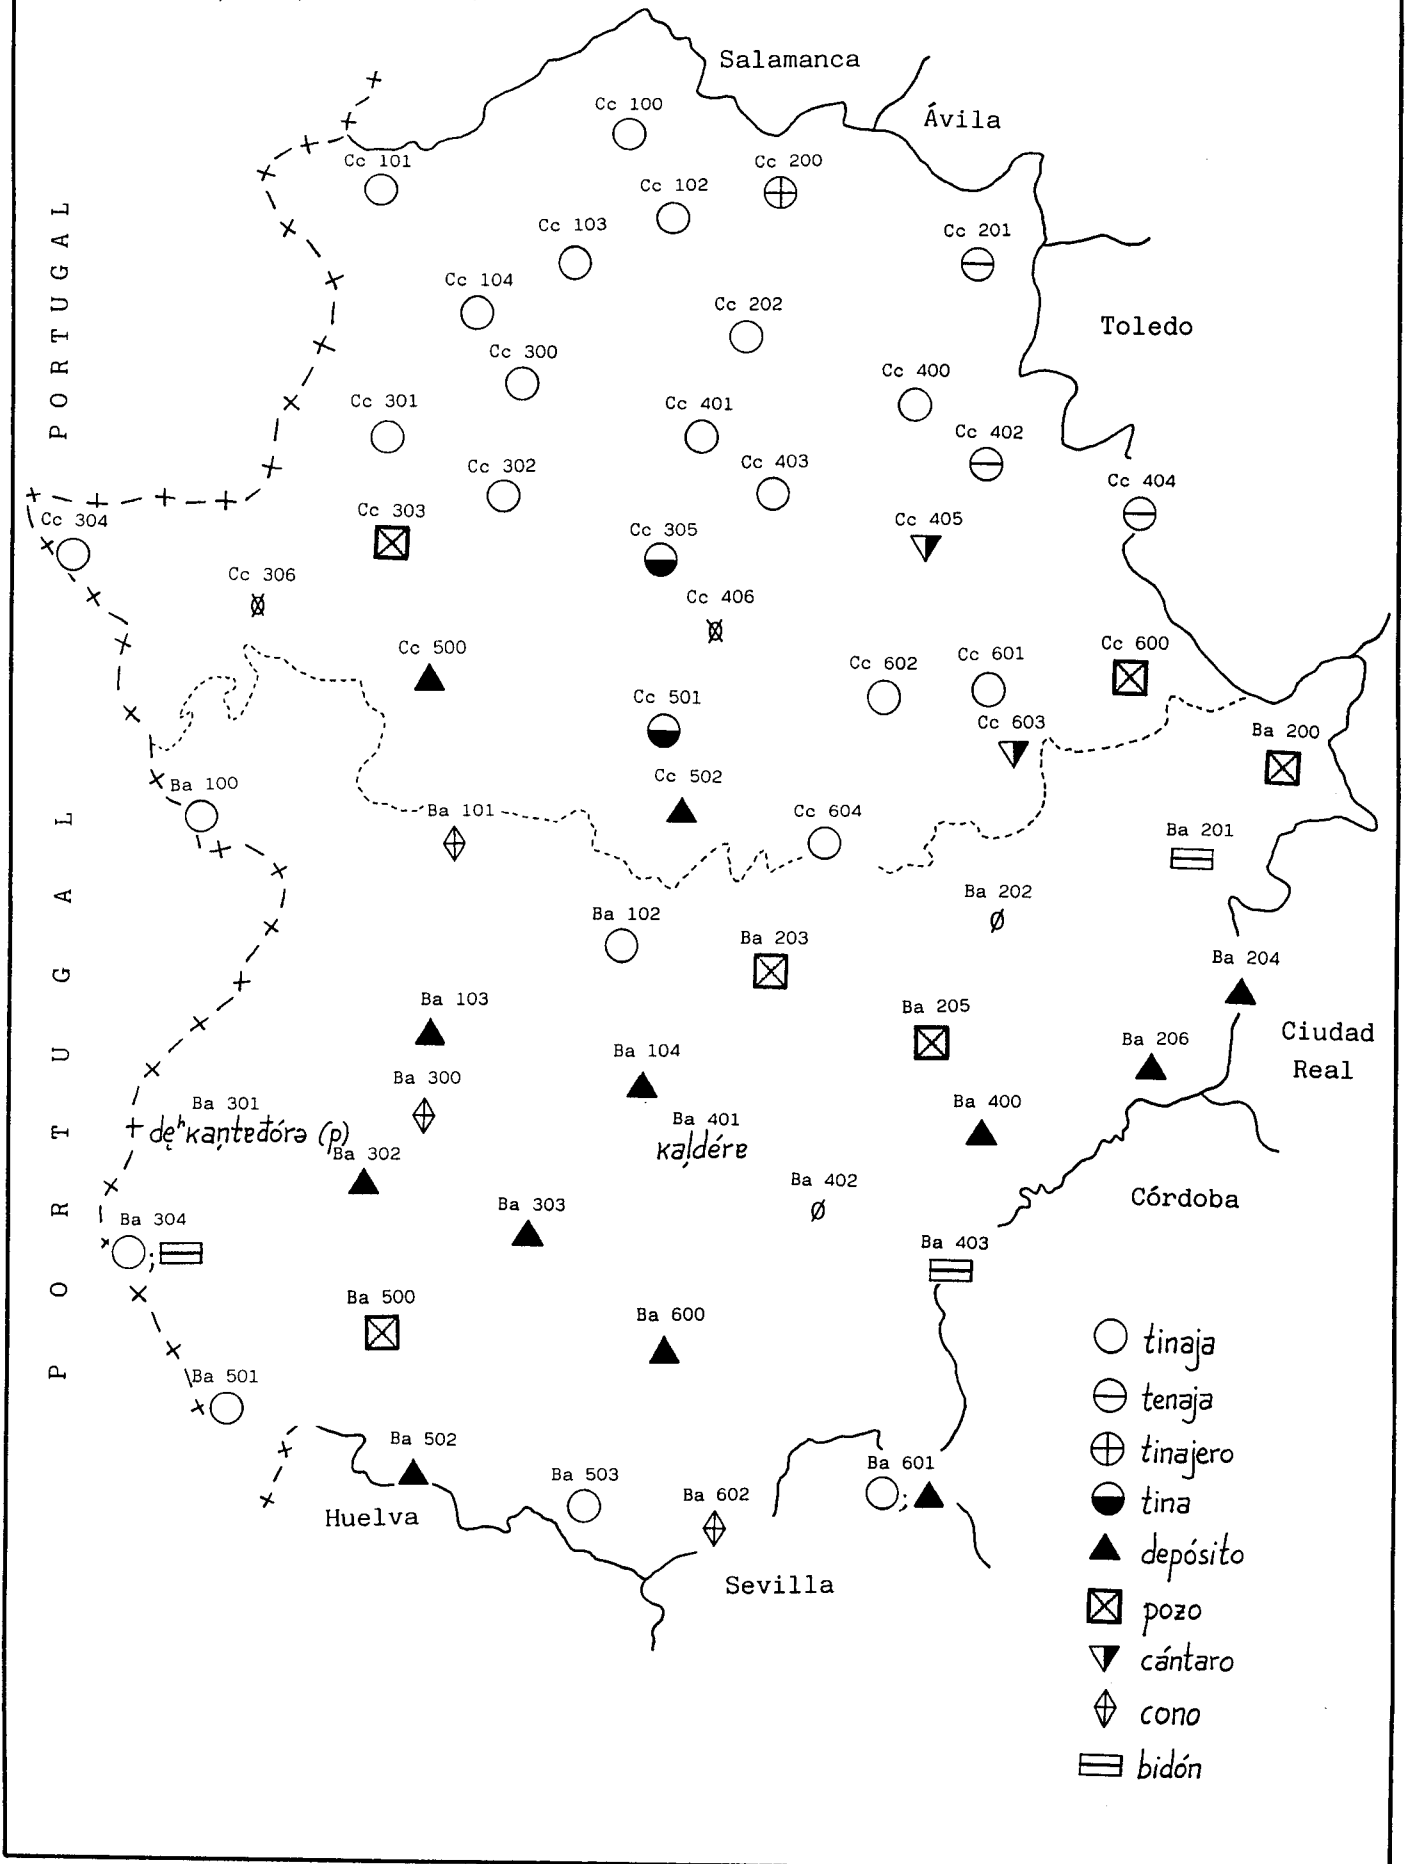 Salamanca
Cc 100
Ávila
Cc 101
Cc 200
Cc 102
PORTUGAL
Cc 103
Cc 201
Cc 104
Cc 202
Toledo
Cc 300
Cc 400
Cc 301
Cc 401
Cc 402
Cc 302
Cc 403
Cc 404
Cc 303
Cc 304
Cc 405
Cc 305
Cc 306
Cc 406
Cc 500
Cc 600
Cc 601
Cc 602
Cc 501
Cc 603
Ba 200
Cc 502
Ba 100
Ba 101
Cc 604
Ba 201
PORTUGAL
Ba 202
Ba 102
Ba 203
Ba 204
Ba 103
Ba 205
Ciudad
Real
Ba 104
Ba 206
Ba 300
Ba 301
Ba 400
Ba 401
(p)
Ba 302
Ba 402
Córdoba
Ba 303
Ba 304
;
Ba 403
Ba 500
Ba 600
tinaja
Ba 501
tenaja
Ba 502
tinajero
Ba 601
;
Ba 503
Ba 602
tina
Huelva
depósito
Sevilla
pozo
cántaro
cono
bidón